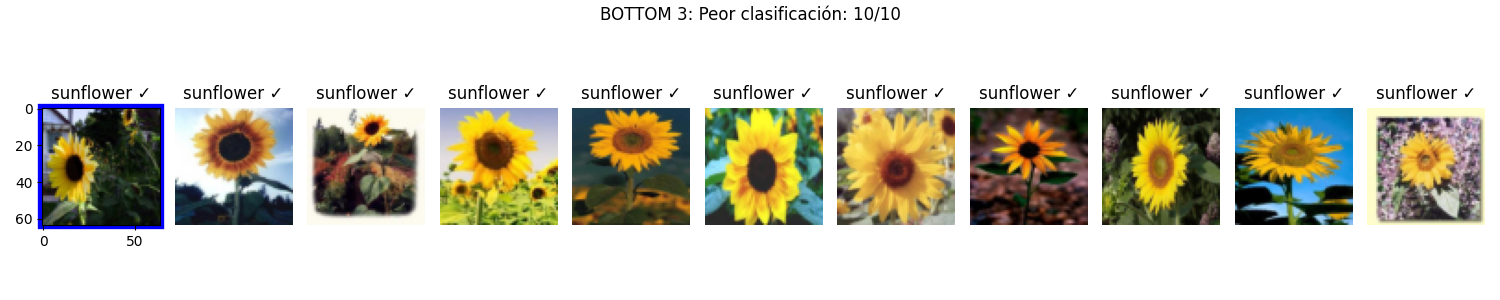 BOTTOM 3: Peor clasificación: 10/10
sunflower ✓ sunflower ✓ sunflower ✓ sunflower ✓ sunflower ✓ sunflower ✓ sunflower ✓ sunflower ✓ sunflower ✓ sunflower ✓ sunflower ✓
0
20
40
60
0 50